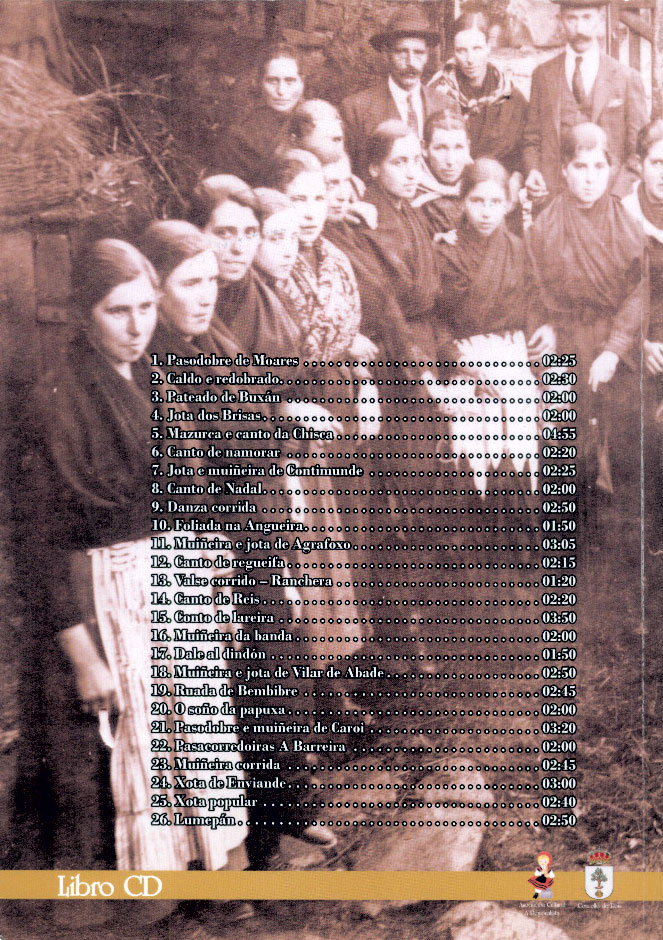 1. Pasodobre de Moares 02:25
2. Caldo e redobrado. 02:30
3. Pateado de Buxán 02:00
4. Jota dos Brisas 02:00
5. Mazurca e canto da Chisca 04:55
6. Canto de namorar 02:20
7. Jota e muiñeira de Contimunde 02:25
8. Canto de Nadal 02:00
9. Danza corrida 02:50
10. Foliada na Angueira 01:50
11. Muiñeira e jota de Agrafoxo 03:05
12. Canto de regueifa 02:15
13. Valse corrido – Ranchera 01:20
14. Canto de Reis 02:20
15. Conto de lareira 03:50
16. Muiñeira da banda 02:00
17. Dale al dindón 01:50
18. Muiñeira e jota de Vilar de Abade 02:50
19. Ruada de Bembibre 02:45
20. O soño da papuxa 02:00
21. Pasodobre e muiñeira de Caroi 03:20
22. Pasacorredoiras A Barreira 02:00
23. Muiñeira corrida 02:45
24. Xota de Enviande 03:00
25. Xota popular 02:40
26. Lumepán 02:50
Libro CD